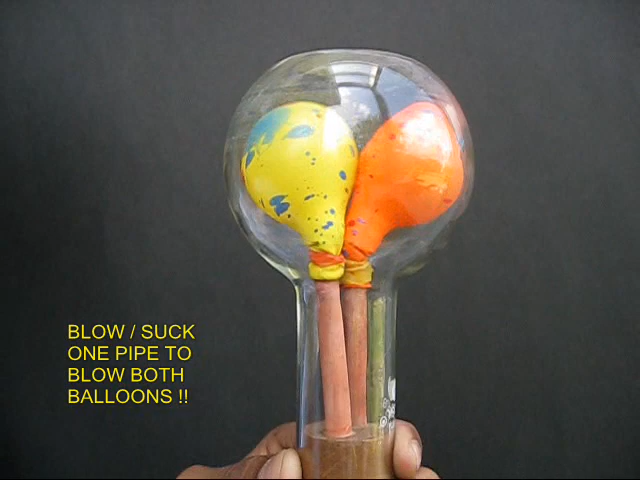 BLOW / SUCK
ONE PIPE TO
BLOW BOTH
BALLOONS !!